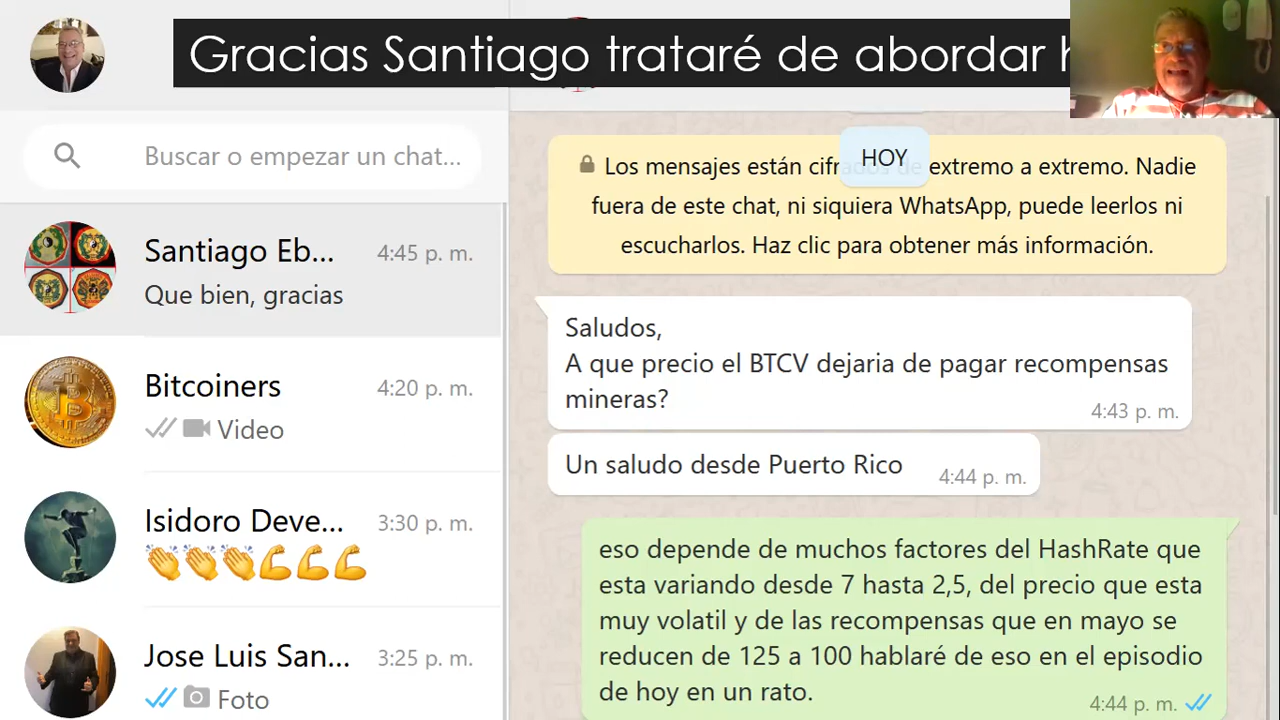 Gracias Santiago trataré de abordar
Buscar o empezar un chat...
Santiago Eb... 4:45 p. m.
Que bien, gracias
Bitcoiners 4:20 p. m.
Video
Isidoro Deve... 3:30 p. m.
👏👏👏💪💪💪
Jose Luis San... 3:25 p. m.
Foto
HOY
Los mensajes están cifrados de extremo a extremo. Nadie
fuera de este chat, ni siquiera WhatsApp, puede leerlos ni
escucharlos. Haz clic para obtener más información.
Saludos,
A que precio el BTCV dejaria de pagar recompensas
mineras?
4:43 p. m.
Un saludo desde Puerto Rico 4:44 p. m.
eso depende de muchos factores del HashRate que
esta variando desde 7 hasta 2,5, del precio que esta
muy volatil y de las recompensas que en mayo se
reducen de 125 a 100 hablaré de eso en el episodio
de hoy en un rato.
4:44 p. m.